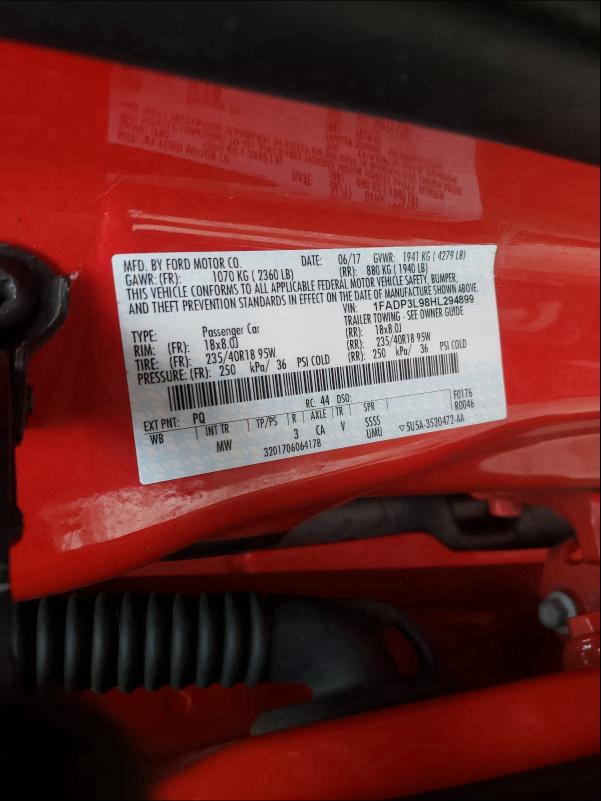 MFD. BY FORD MOTOR CO. DATE: 06/17 GVWR: 1941 KG ( 4279 LB)
GAWR: (FR): 1070 KG ( 2360 LB) (RR): 880 KG ( 1940 LB)
THIS VEHICLE CONFORMS TO ALL APPLICABLE FEDERAL MOTOR VEHICLE SAFETY, BUMPER,
AND THEFT PREVENTION STANDARDS IN EFFECT ON THE DATE OF MANUFACTURE SHOWN ABOVE.
VIN: 1FADP3L98HL294899
TYPE: Passenger Car TRAILER TOWING - SEE OWNER GUIDE
RIM: (FR): 18x8.0J (RR): 18x8.0J
TIRE: (FR): 235/40R18 95W (RR): 235/40R18 95W
PRESSURE: (FR): 250 kPa/ 36 PSI COLD (RR): 250 kPa/ 36 PSI COLD
RC: 44 DSO: F0176
EXT PNT: PQ R0046
WB INT TR TP/PS R AXLE TR SPR
MW 3 CA V SSSS
UMU ▽5U5A-3520472-AA
3201706064178